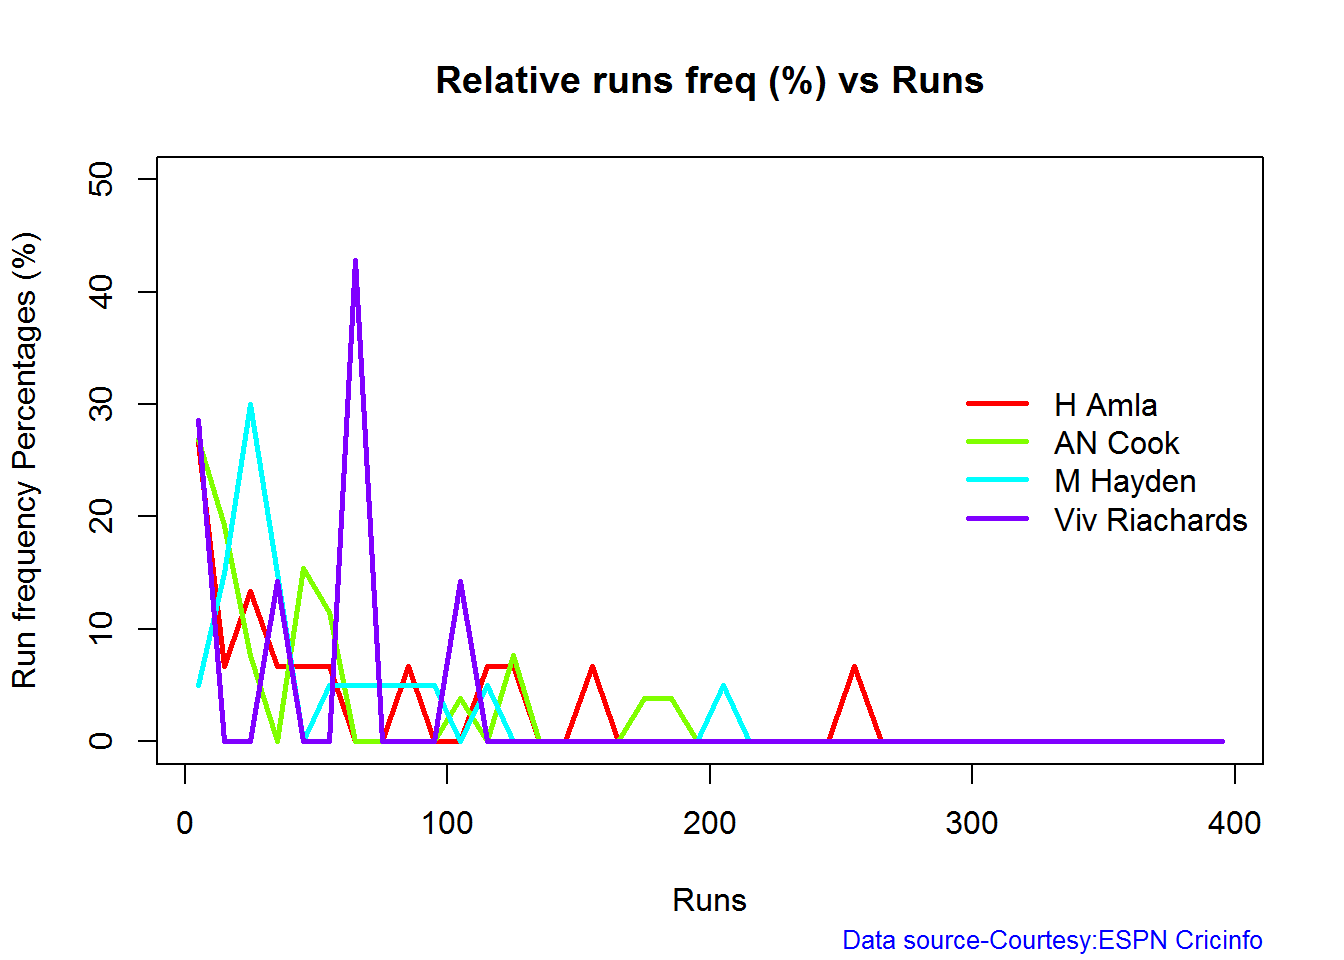 Relative runs freq (%) vs Runs
Run frequency Percentages (%)
50
40
30
20
10
0
H Amla
AN Cook
M Hayden
Viv Riachards
0 100 200 300 400
Runs
Data source-Courtesy:ESPN Cricinfo